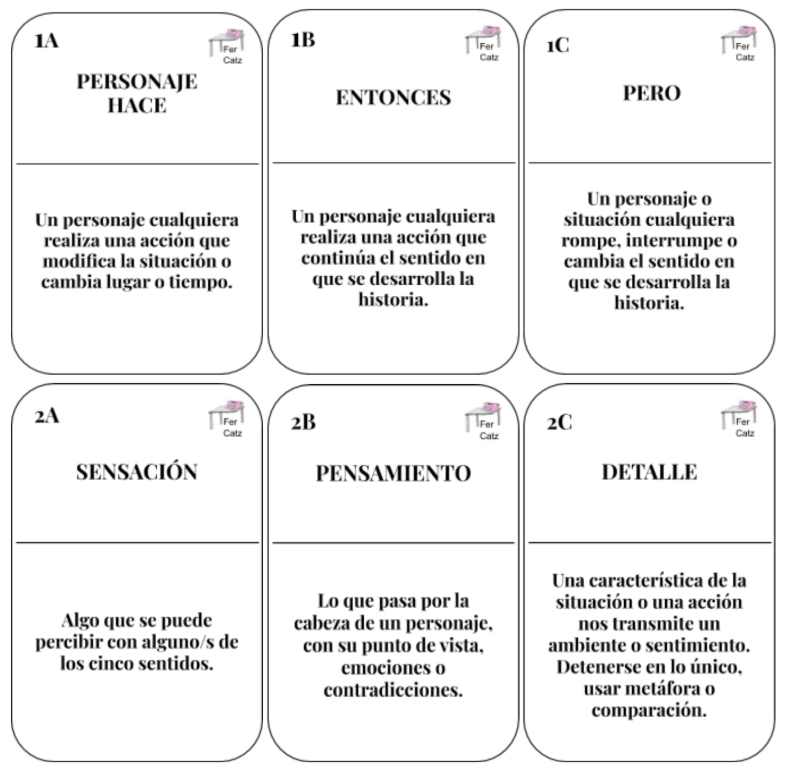 1A
Fer
Catz
PERSONAJE
HACE
Un personaje cualquiera
realiza una acción que
modifica la situación o
cambia lugar o tiempo.
1B
Fer
Catz
ENTONCES
Un personaje cualquiera
realiza una acción que
continúa el sentido en
que se desarrolla la
historia.
1C
Fer
Catz
PERO
Un personaje o
situación cualquiera
rompe, interrumpe o
cambia el sentido en
que se desarrolla la
historia.
2A
Fer
Catz
SENSACIÓN
Algo que se puede
percibir con alguno/s de
los cinco sentidos.
2B
Fer
Catz
PENSAMIENTO
Lo que pasa por la
cabeza de un personaje,
con su punto de vista,
emociones o
contradicciones.
2C
Fer
Catz
DETALLE
Una característica de la
situación o una acción
nos transmite un
ambiente o sentimiento.
Detenerse en lo único,
usar metáfora o
comparación.